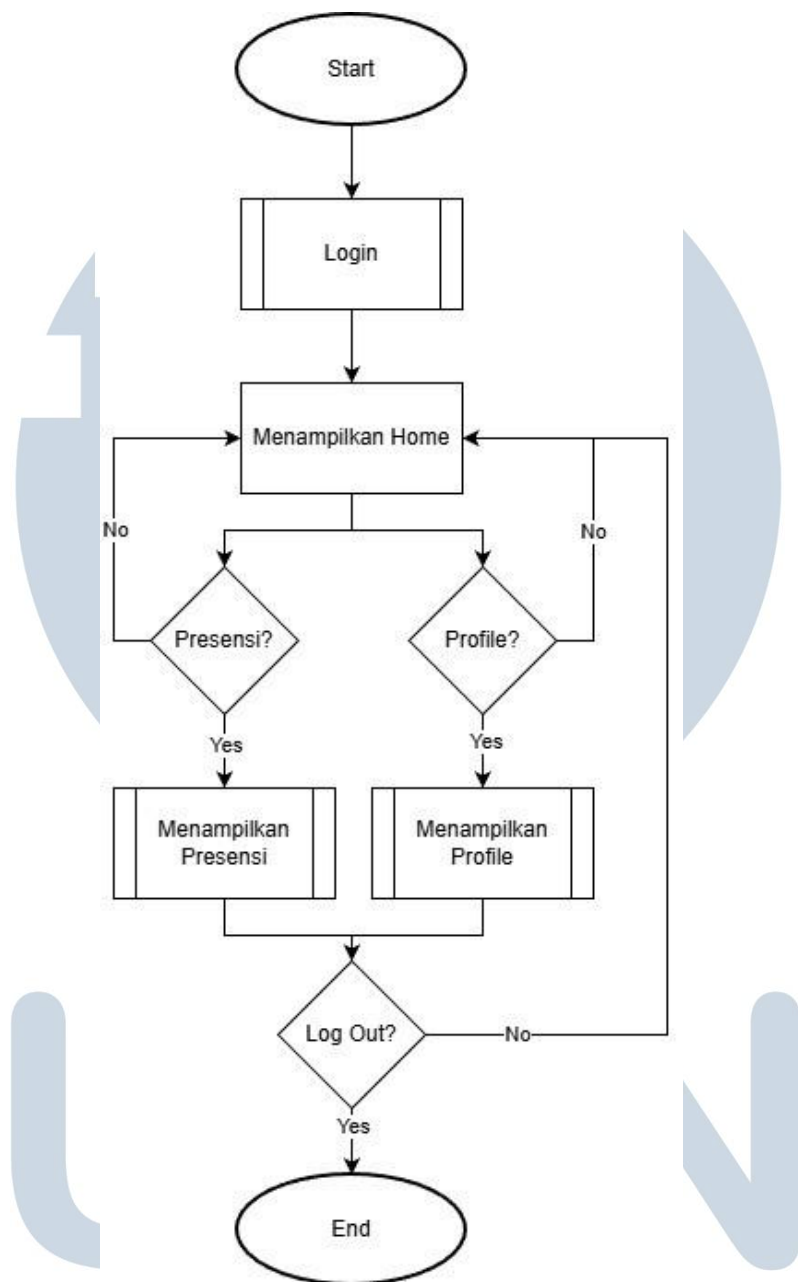 Start
Login
Menampilkan Home
No
No
Presensi?
Profile?
Yes
Yes
Menampilkan
Presensi
Menampilkan
Profile
Log Out?
No
Yes
End